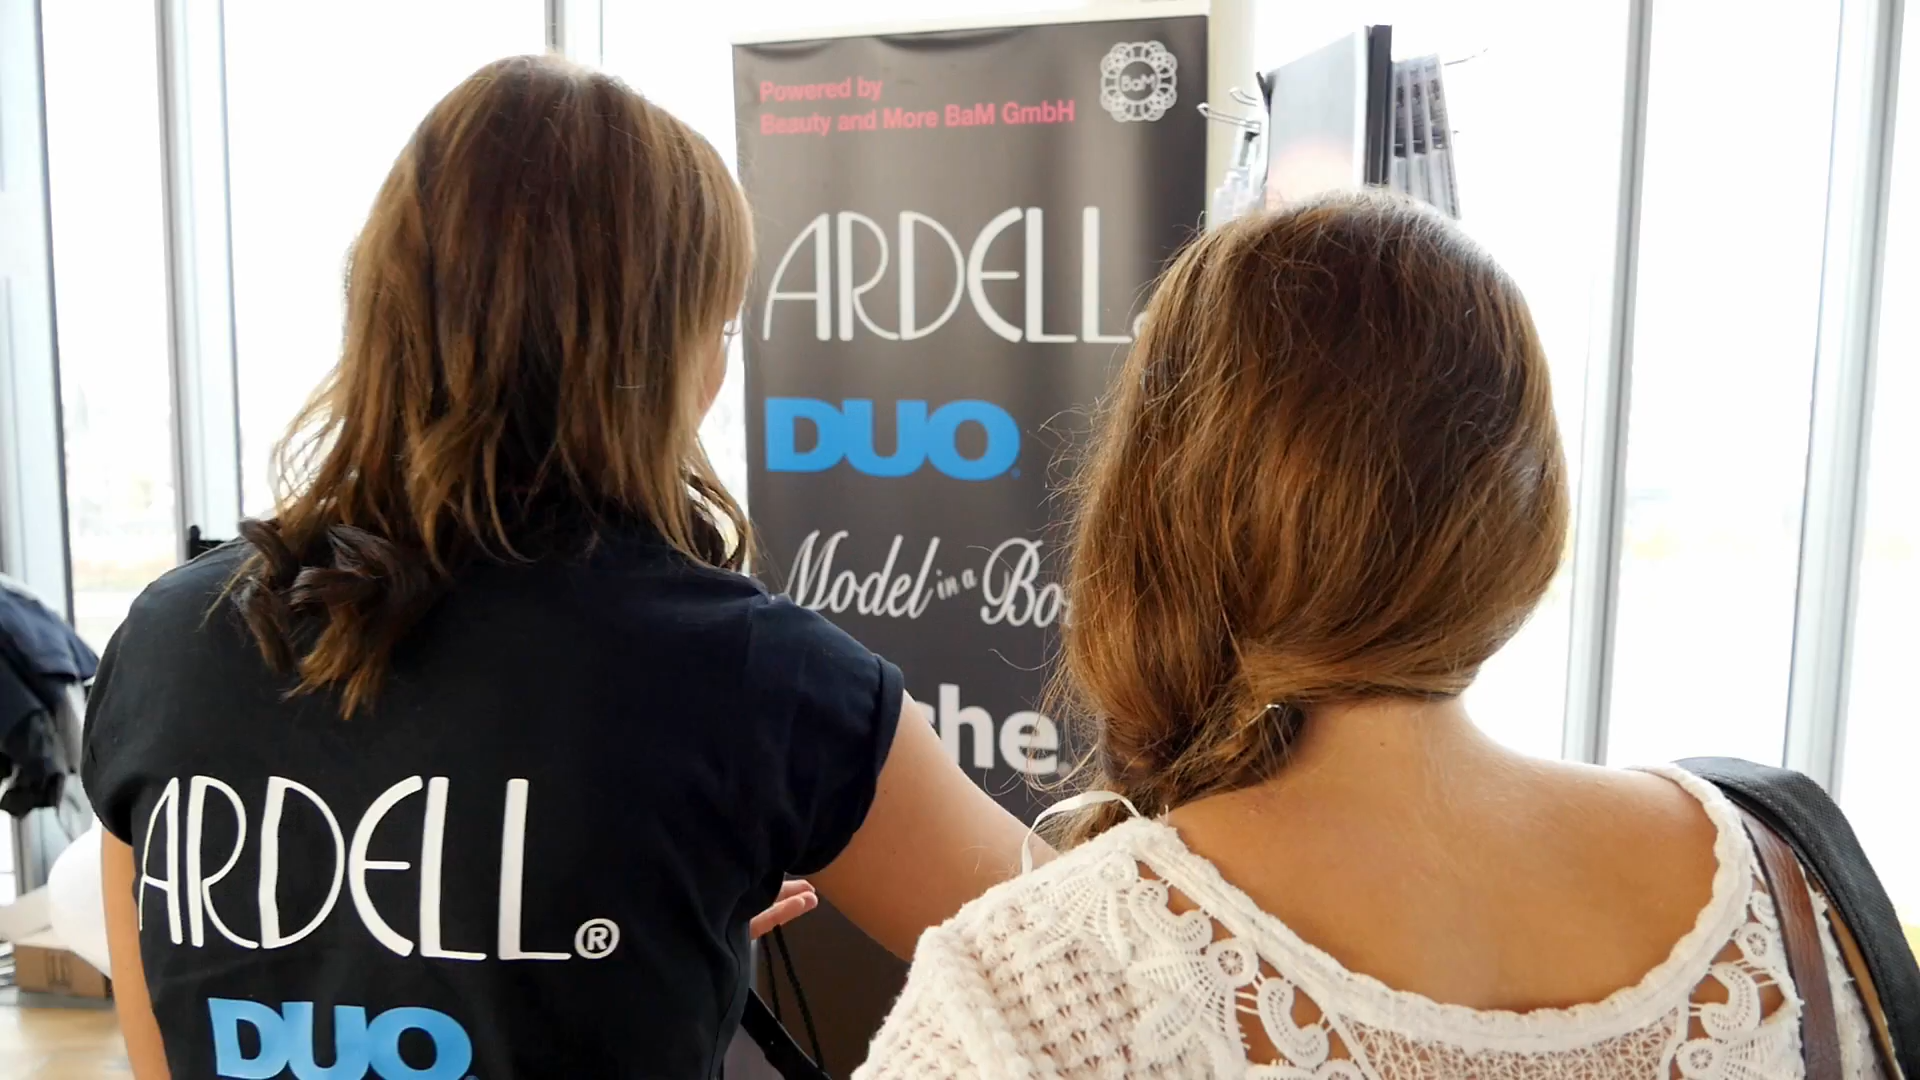 Powered by
Beauty and More BaM GmbH
BaM
ARDELL
DUO
Model in a
he
ARDELL®
DUO